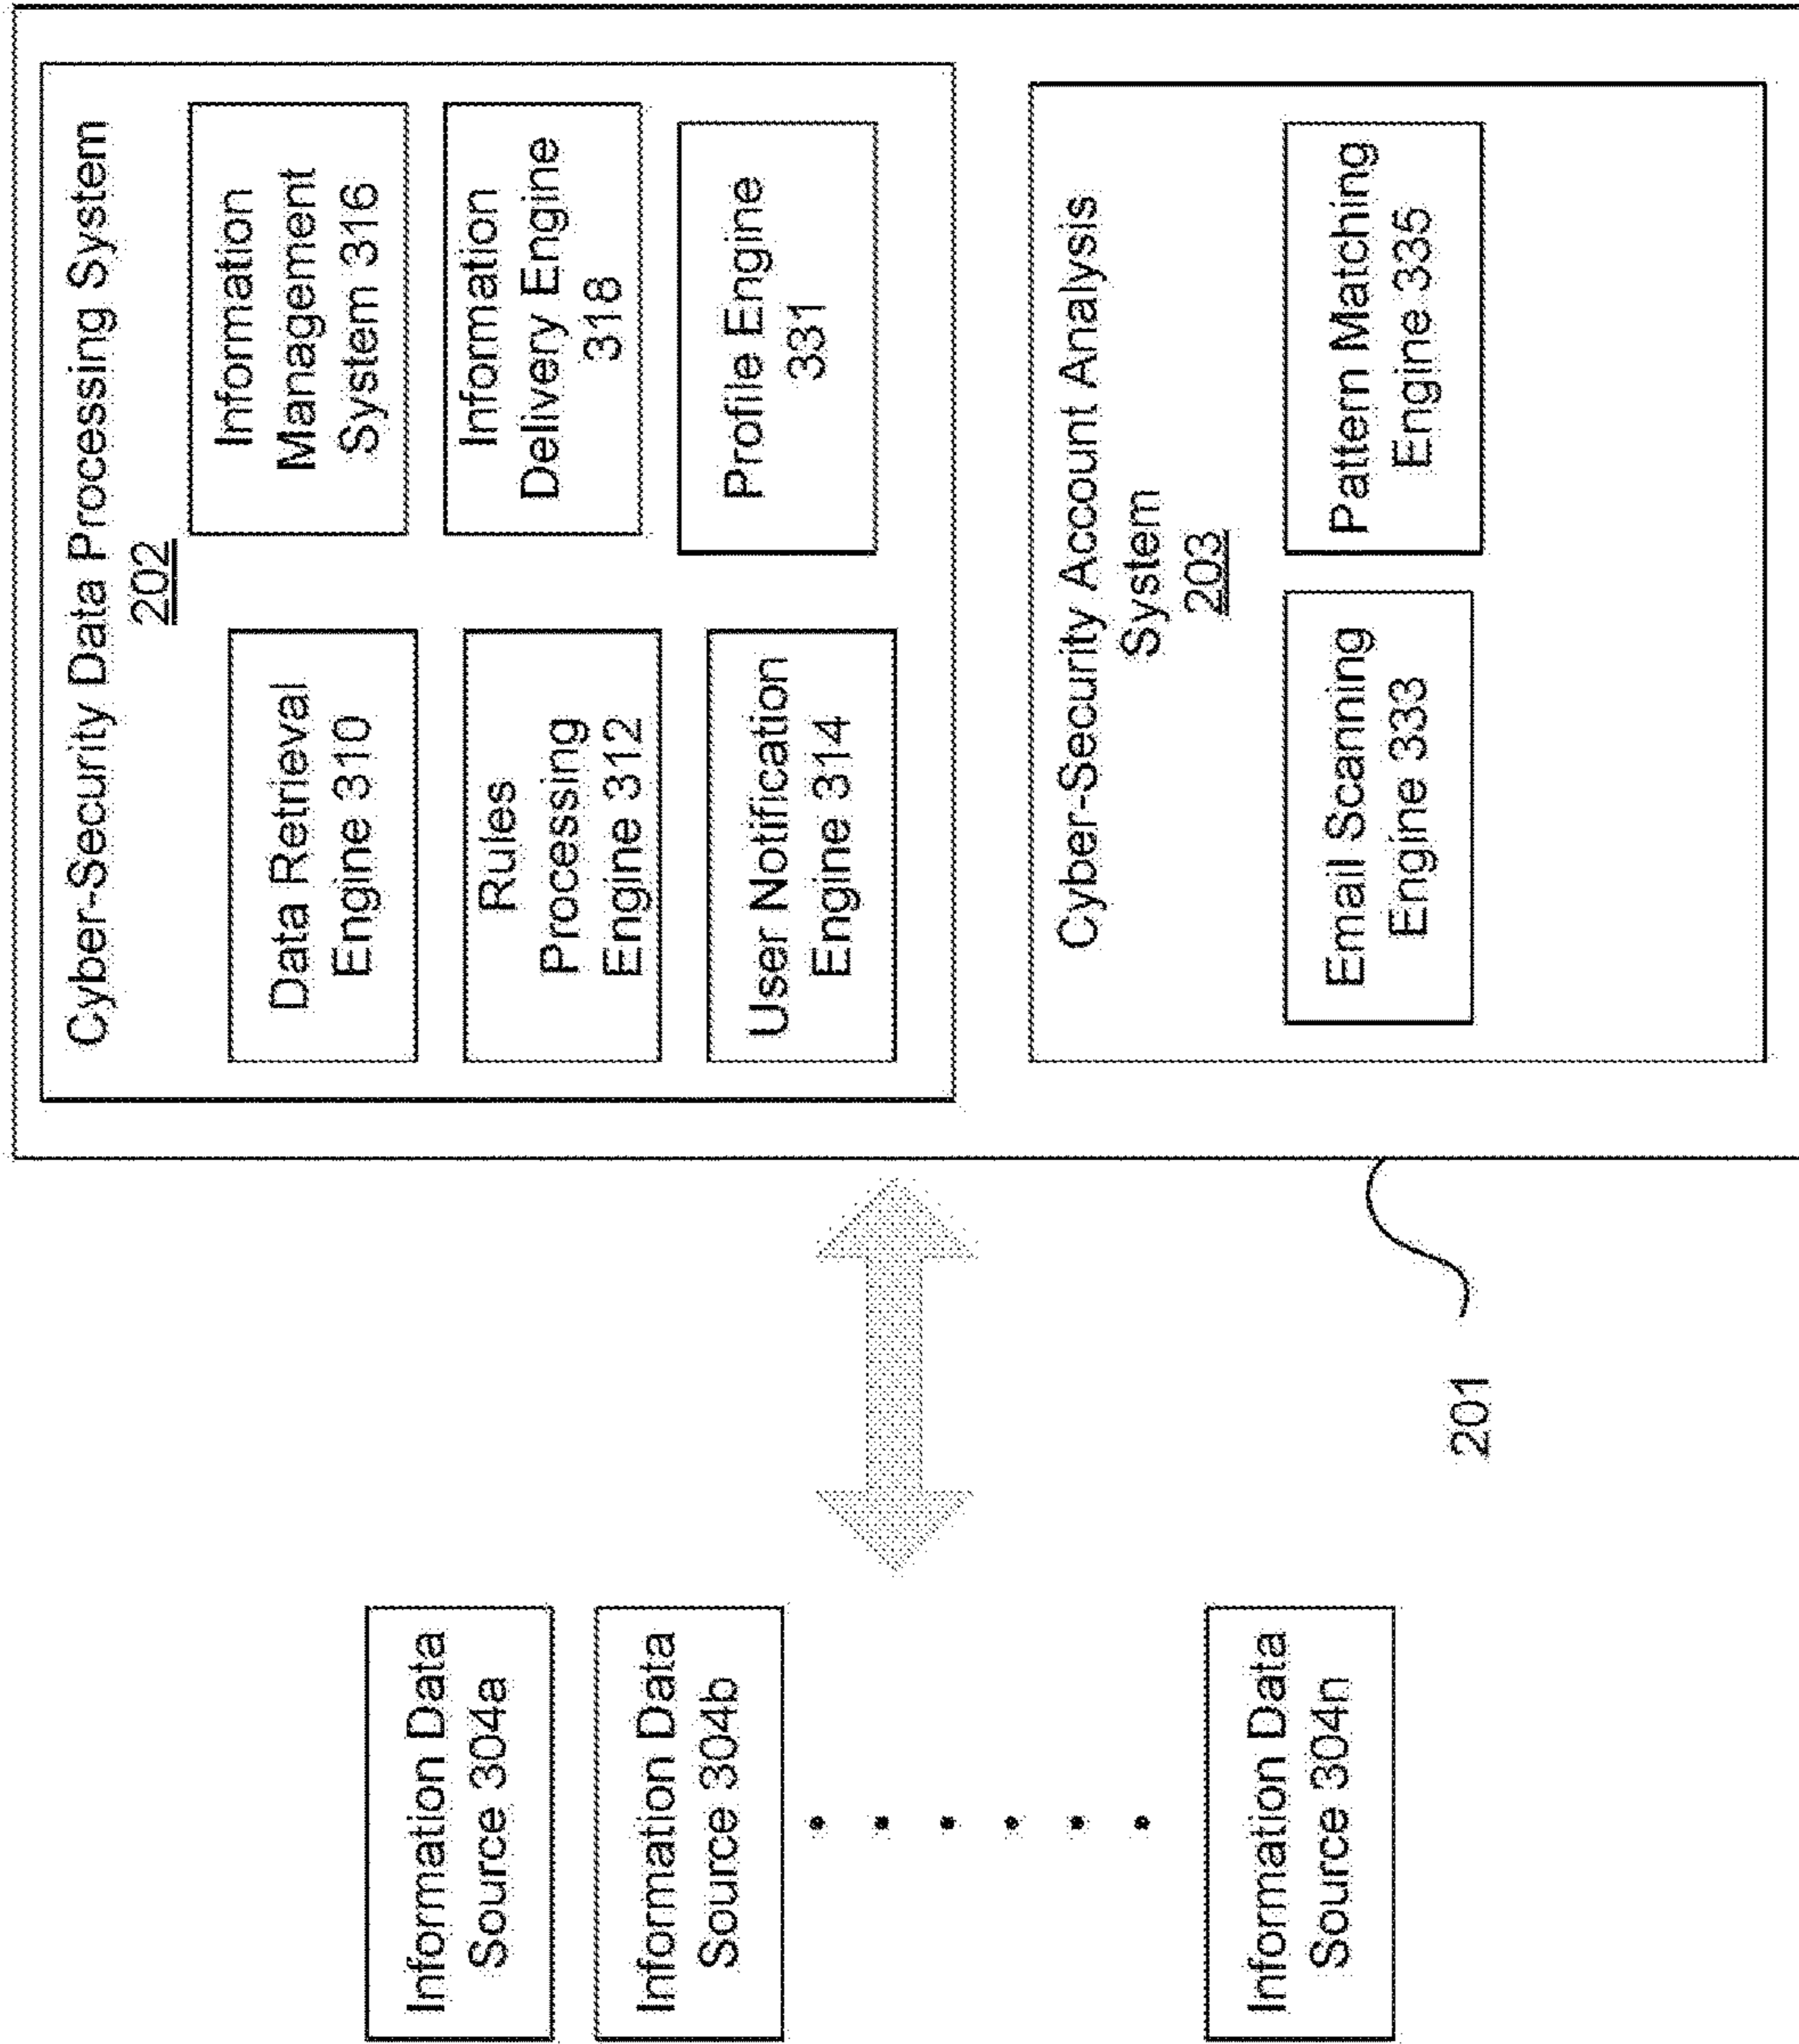 Information Data
Source 304a
Information Data
Source 304b
Information Data
Source 304n
201
Cyber-Security Data Processing System
202
Data Retrieval
Engine 310
Rules
Processing
Engine 312
User Notification
Engine 314
Information
Management
System 316
Information
Delivery Engine
318
Profile Engine
331
Cyber-Security Account Analysis
System
203
Email Scanning
Engine 333
Pattern Matching
Engine 335